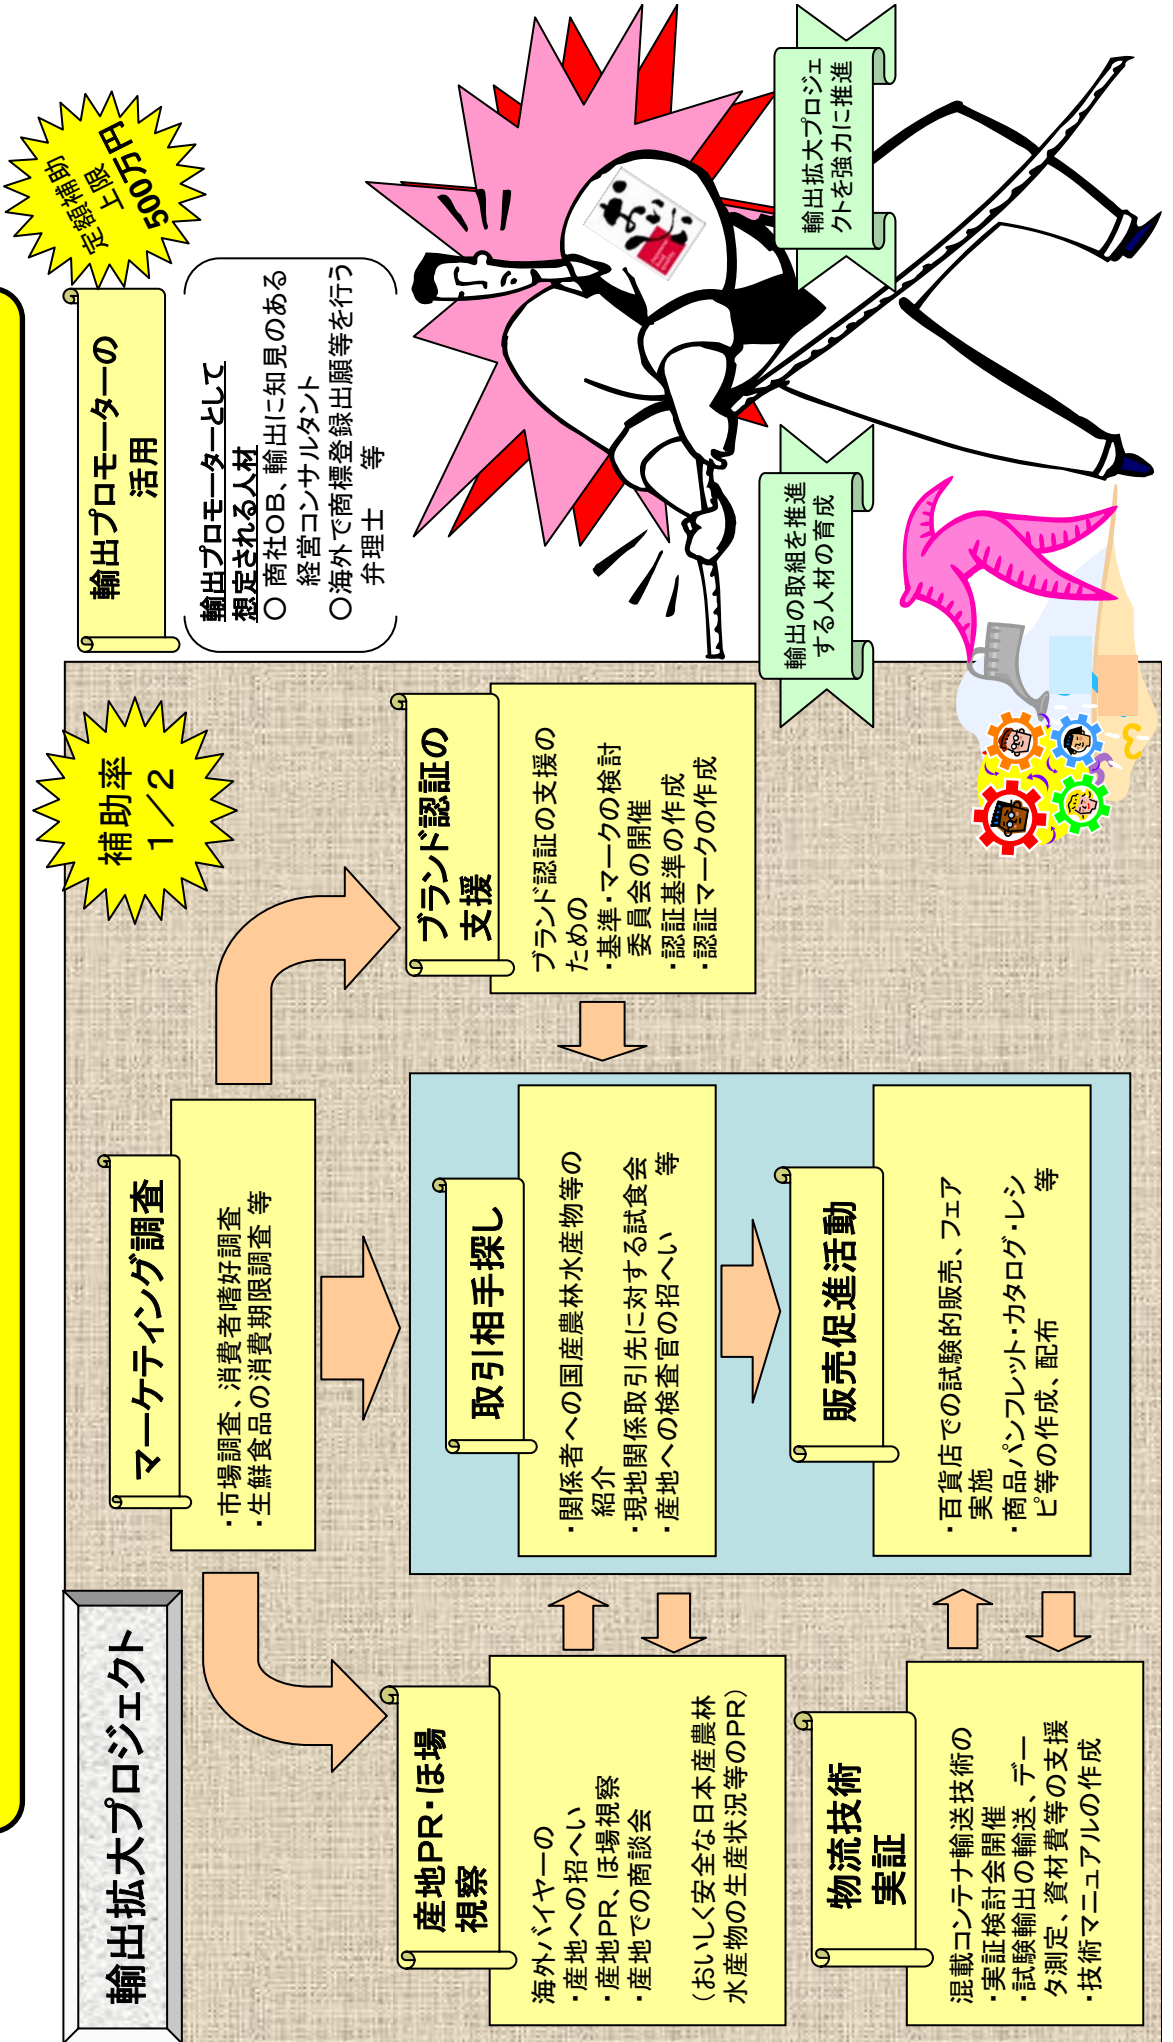 輸出拡大プロジェクト
マーケティング調査
・市場調査、消費者嗜好調査
・生鮮食品の消費期限調査 等
補助率
1/2
産地PR・ほ場
視察
海外バイヤーの
・産地への招へい
・産地PR、ほ場視察
・産地での商談会
(おいしく安全な日本産農林
水産物の生産状況等のPR)
取引相手探し
・関係者への国産農林水産物等の
紹介
・現地関係取引先に対する試食会
・産地への検査官の招へい 等
ブランド認証の
支援
ブランド認証の支援の
ための
・基準・マークの検討
委員会の開催
・認証基準の作成
・認証マークの作成
物流技術
実証
混載コンテナ輸送技術の
・実証検討会開催
・試験輸出の輸送、デー
タ測定、資材費等の支援
・技術マニュアルの作成
販売促進活動
・百貨店での試験的販売、フェア
実施
・商品パンフレット・カタログ・レシ
ピ等の作成、配布 等
輸出プロモーターの
活用
定額補助
上限
500万円
輸出プロモーターとして
想定される人材
○ 商社OB、輸出に知見のある
経営コンサルタント
○海外で商標登録出願等を行う
弁理士 等
輸出の取組を推進
する人材の育成
輸出拡大プロジェ
クトを強力に推進